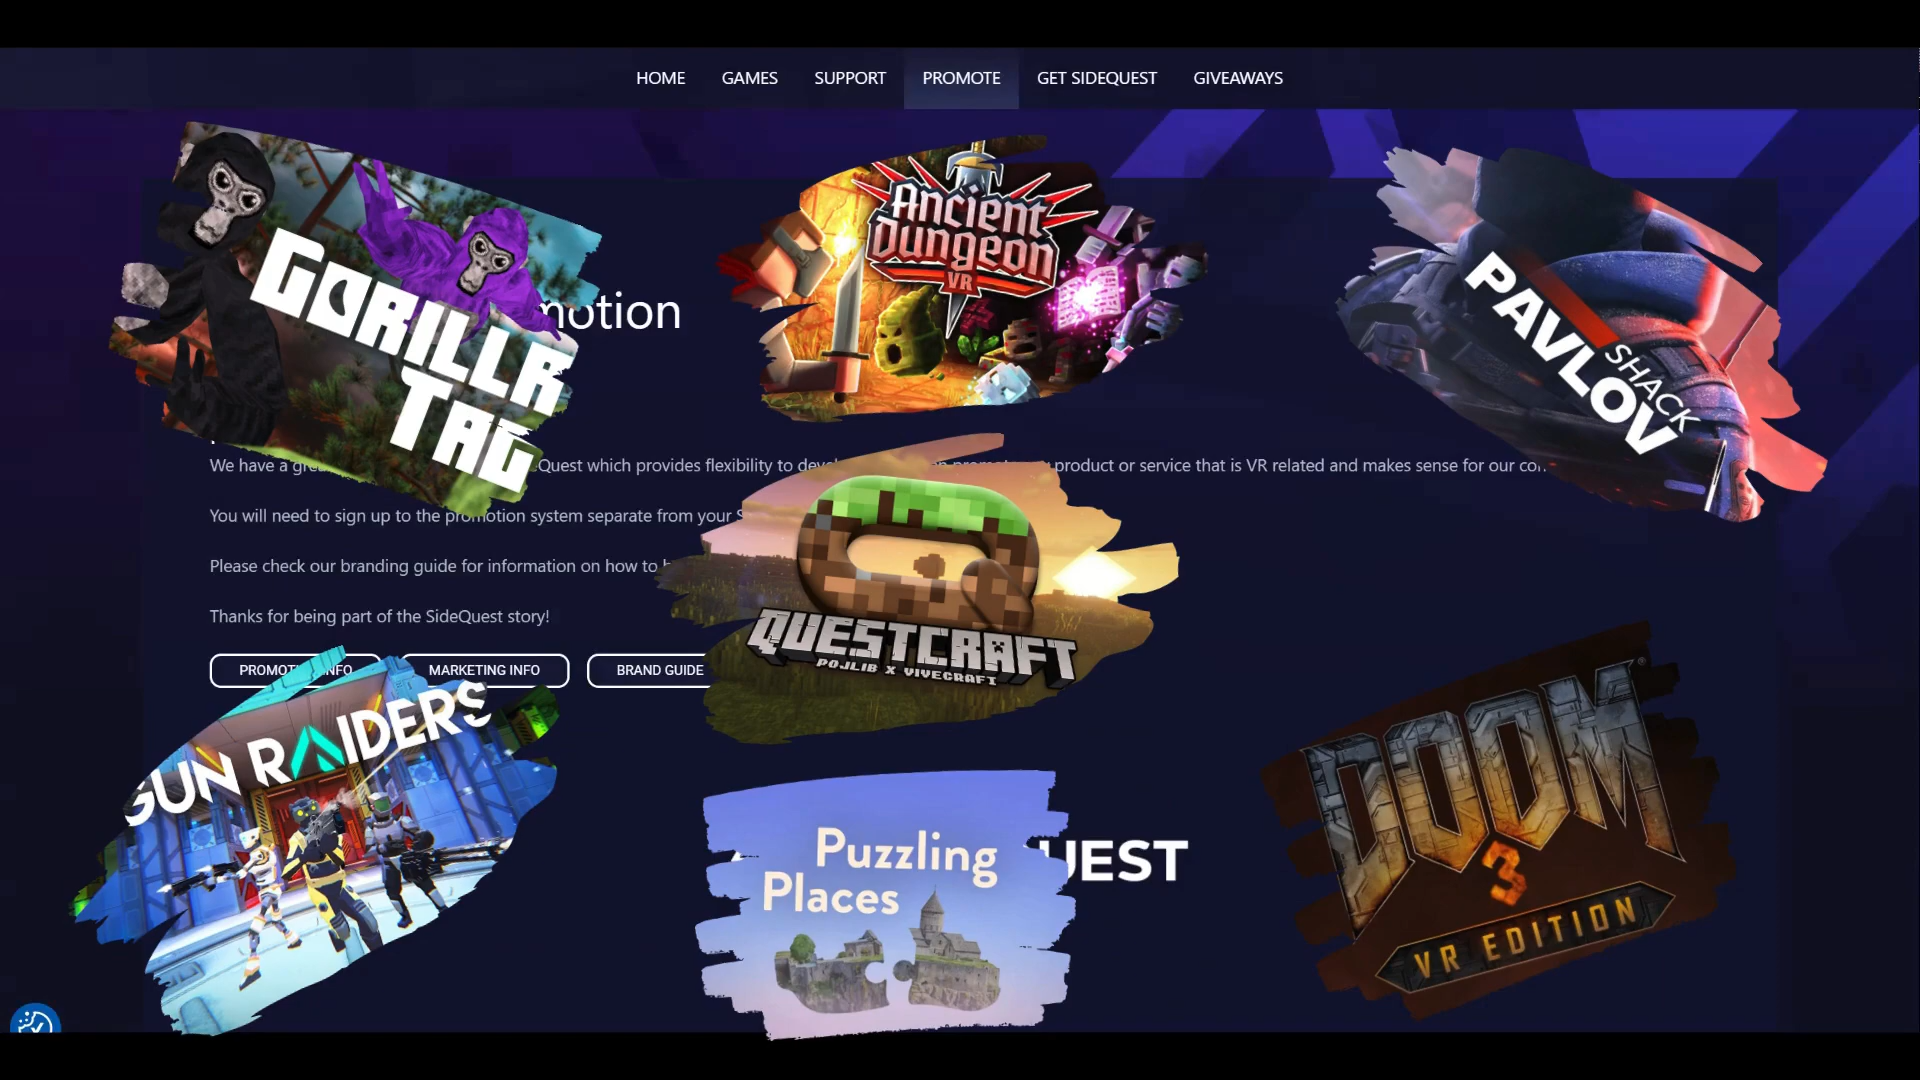 HOME GAMES SUPPORT PROMOTE GET SIDEQUEST GIVEAWAYS
GORILLA
TAG
Ancient
Dungeon
VR
PAVLOV
SHACK
We have a Quest which provides flexibility to product or service that is VR related and makes sense for our
You will need to sign up to the promotion system separate from your
Please check our branding guide for information on how to
Thanks for being part of the SideQuest story!
QUESTCRAFT
POJLIB X VIVECRAFT
PROMOTION INFO MARKETING INFO BRAND GUIDE
GUN RAIDERS
DOOM
3
VR EDITION
Puzzling
Places